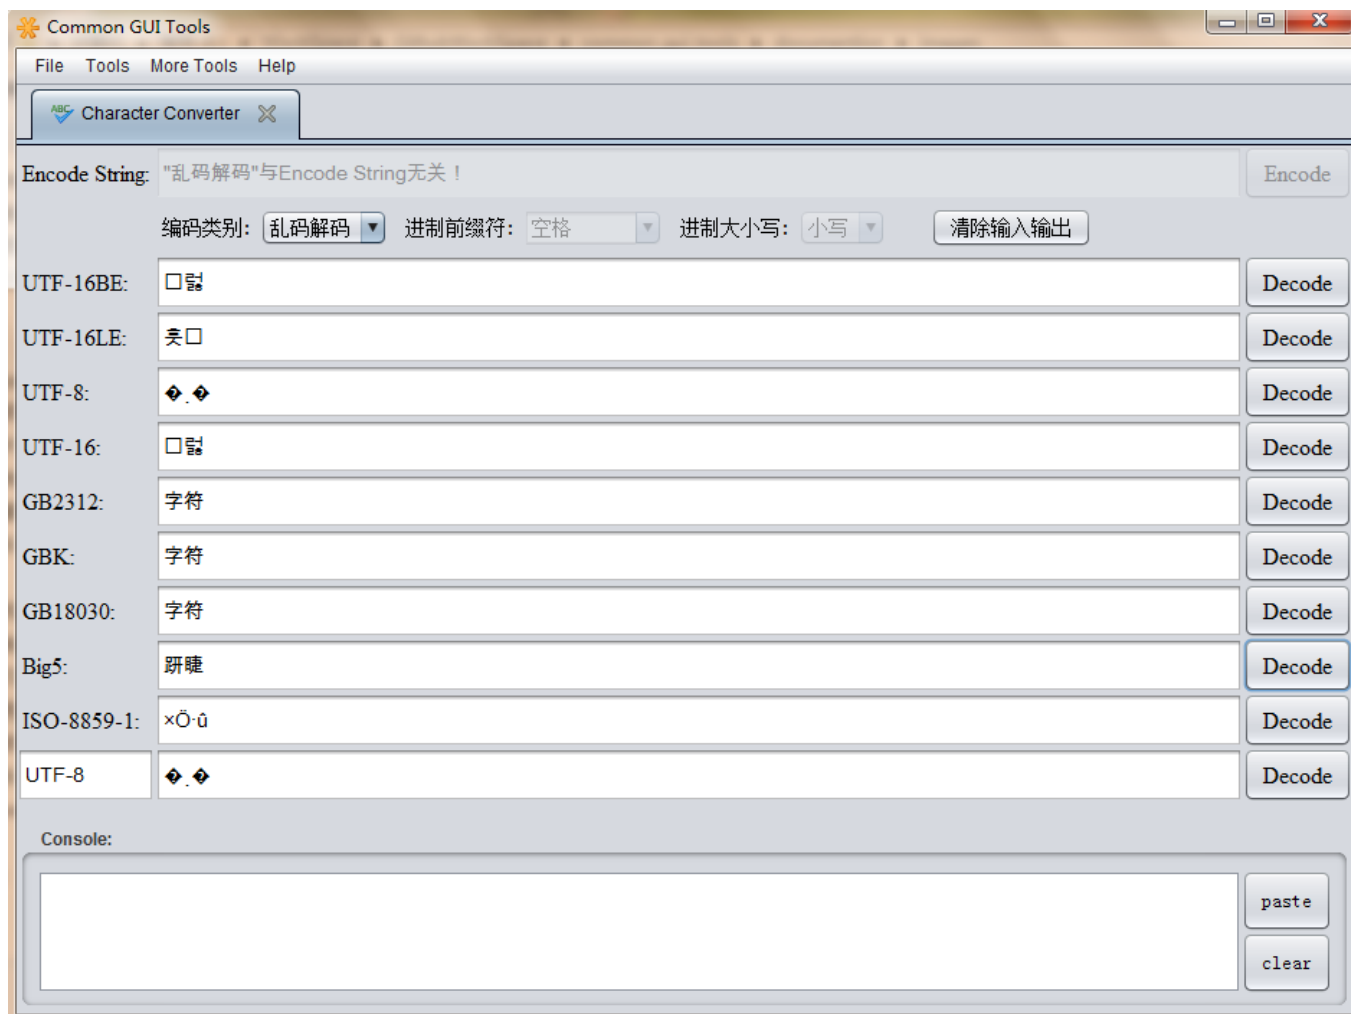 Common GUI Tools
File Tools More Tools Help
Character Converter
Encode String: "乱码解码"与Encode String无关！ Encode
编码类别: 乱码解码 进制前缀符: 空格 进制大小写: 小写 清除输入输出
UTF-16BE: Decode
UTF-16LE: Decode
UTF-8: �.� Decode
UTF-16: Decode
GB2312: 字符 Decode
GBK: 字符 Decode
GB18030: 字符 Decode
Big5: 趼睫 Decode
ISO-8859-1: ×Ö·û Decode
UTF-8 �.� Decode
Console:
paste
clear